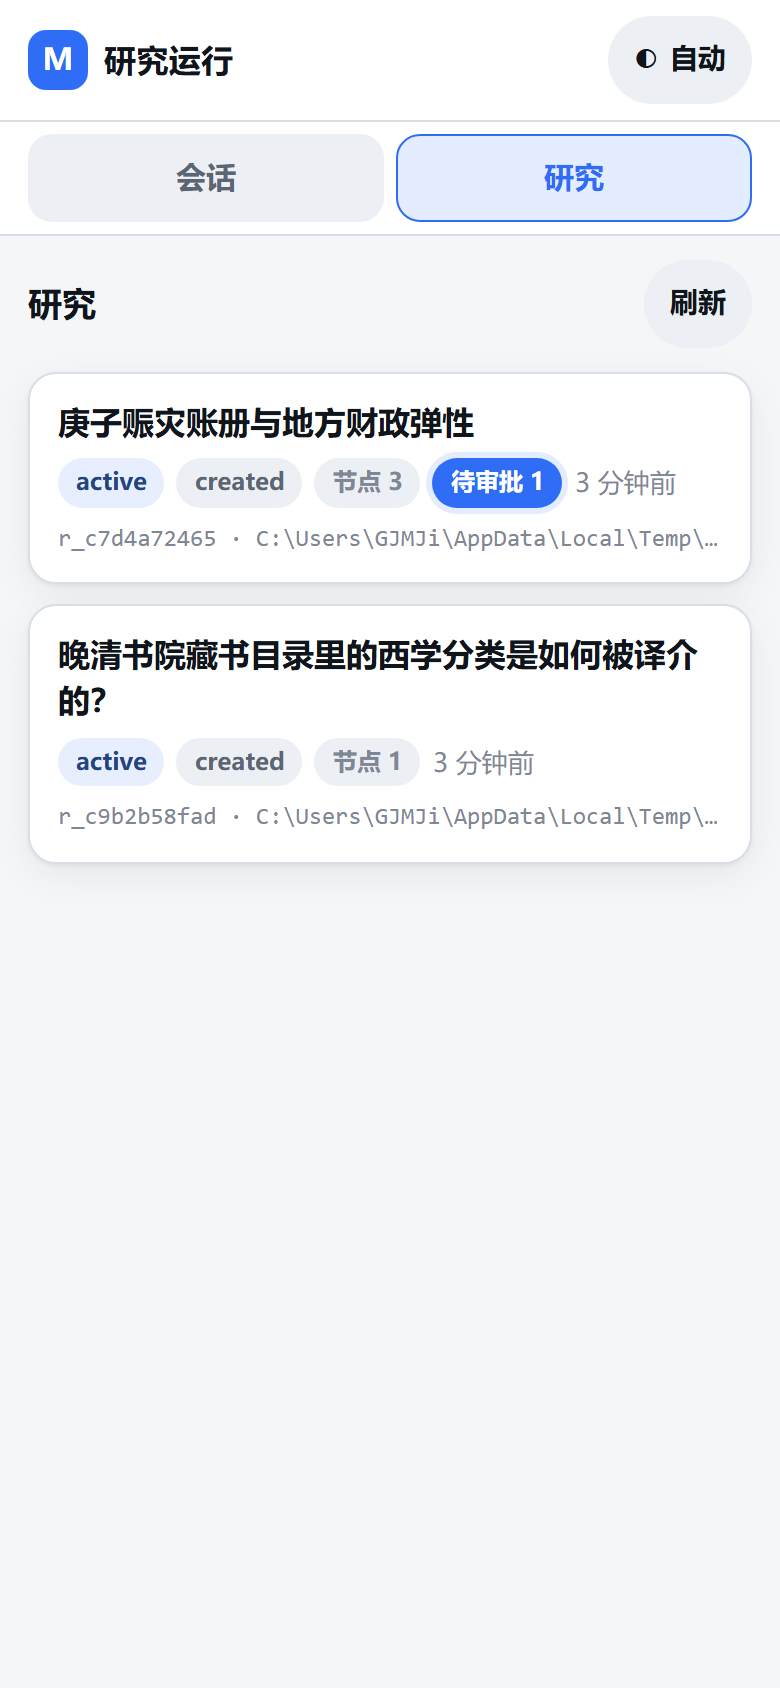 M 研究运行 ◐ 自动
会话 研究
研究 刷新
庚子赈灾账册与地方财政弹性
active created 节点 3 待审批 1 3 分钟前
r_c7d4a72465 · C:\Users\GJMJi\AppData\Local\Temp\…
晚清书院藏书目录里的西学分类是如何被译介
的？
active created 节点 1 3 分钟前
r_c9b2b58fad · C:\Users\GJMJi\AppData\Local\Temp\…